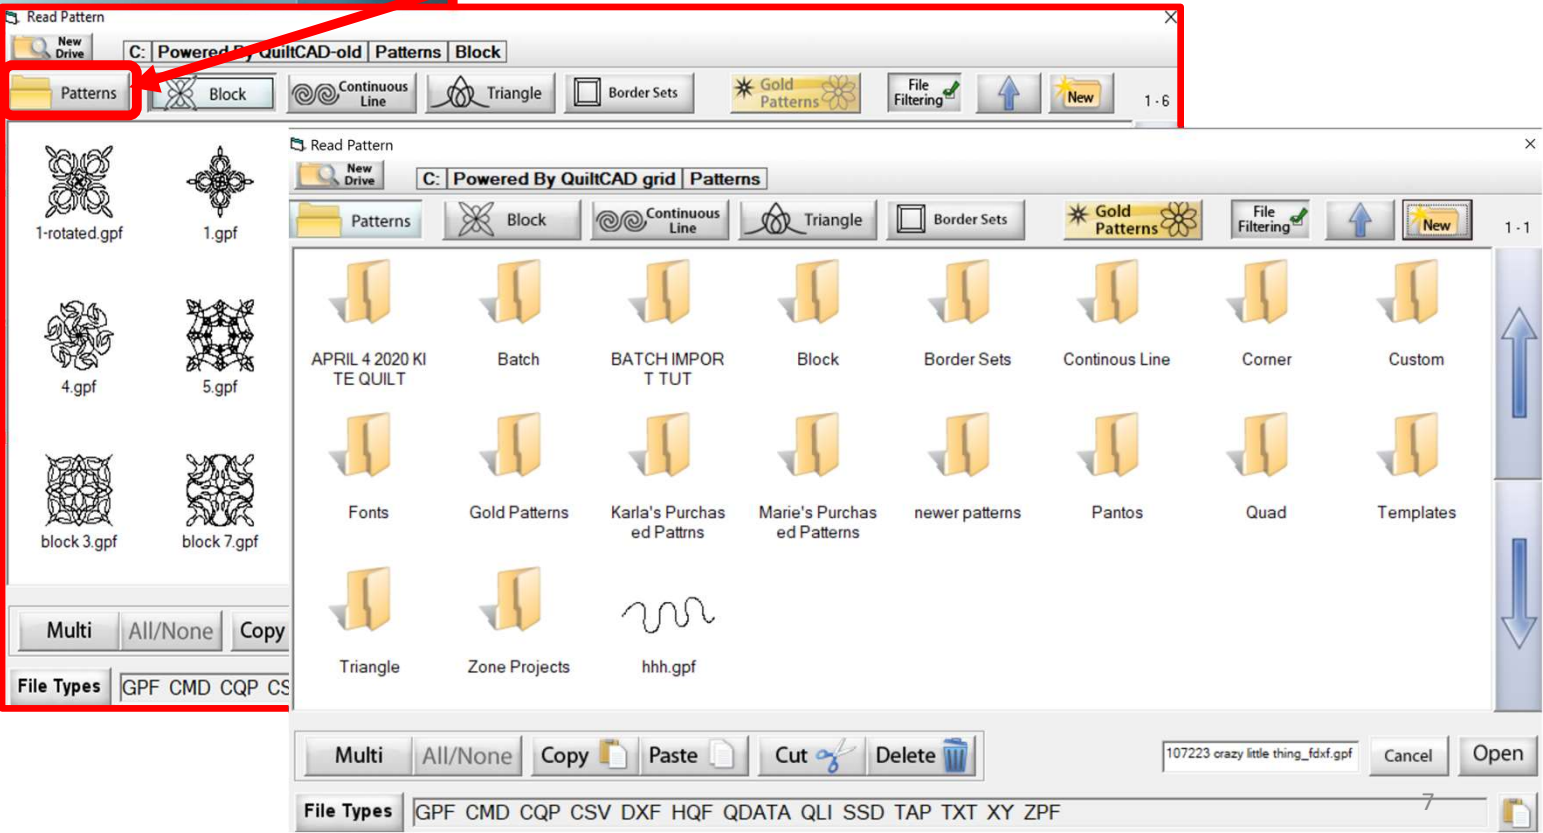 Read Pattern
New
Drive
C: Powered By QuiltCAD-old Patterns Block
Patterns
Block
Continuous
Line
Triangle
Border Sets
Gold
Patterns
File
Filtering
New
1 - 6
1-rotated.gpf
1.gpf
4.gpf
5.gpf
block 3.gpf
block 7.gpf
Multi
All/None
Copy
File Types
GPF CMD CQP CS
Read Pattern
New
Drive
C: Powered By QuiltCAD grid Patterns
Patterns
Block
Continuous
Line
Triangle
Border Sets
Gold
Patterns
File
Filtering
New
1 - 1
APRIL 4 2020 KI
TE QUILT
Batch
BATCH IMPOR
T TUT
Block
Border Sets
Continous Line
Corner
Custom
Fonts
Gold Patterns
Karla's Purchas
ed Pattrns
Marie's Purchas
ed Patterns
newer patterns
Pantos
Quad
Templates
Triangle
Zone Projects
hhh.gpf
Multi
All/None
Copy
Paste
Cut
Delete
107223 crazy little thing_fdxf.gpf
Cancel
Open
File Types
GPF CMD CQP CSV DXF HQF QDATA QLI SSD TAP TXT XY ZPF
7